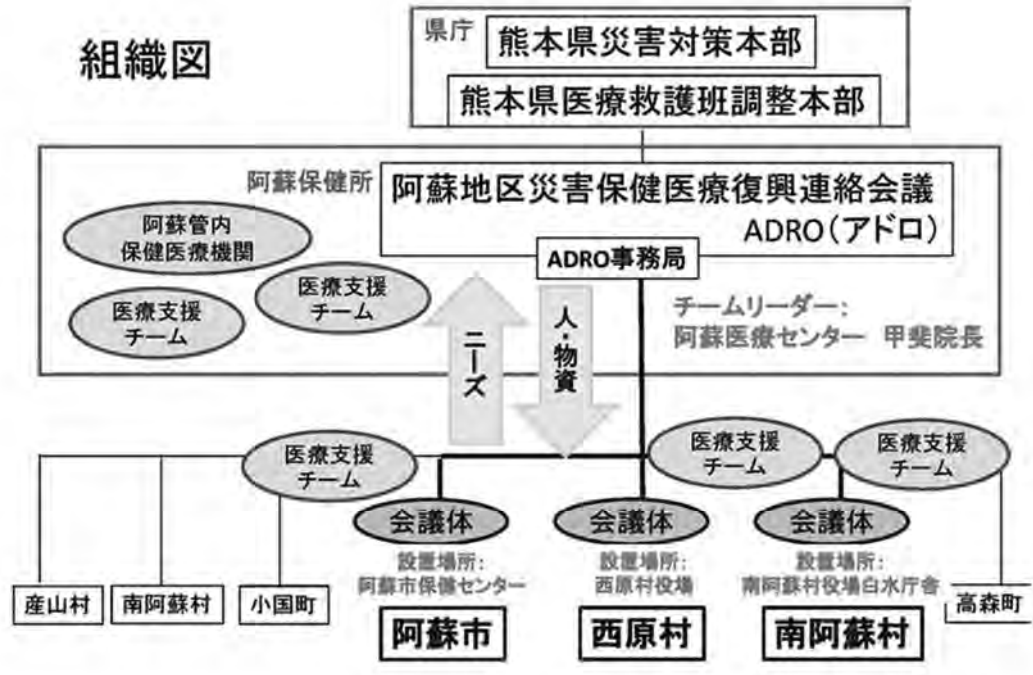 組織図
県庁
熊本県災害対策本部
熊本県医療救護班調整本部
阿蘇保健所
阿蘇地区災害保健医療復興連絡会議
ADRO（アドロ）
ADRO事務局
阿蘇管内
保健医療機関
医療支援
チーム
医療支援
チーム
ニーズ
人・物資
チームリーダー：
阿蘇医療センター 甲斐院長
医療支援
チーム
医療支援
チーム
医療支援
チーム
会議体
会議体
会議体
設置場所：
阿蘇市保健センター
設置場所：
西原村役場
設置場所：
南阿蘇村役場白水庁舎
産山村
南阿蘇村
小国町
阿蘇市
西原村
南阿蘇村
高森町